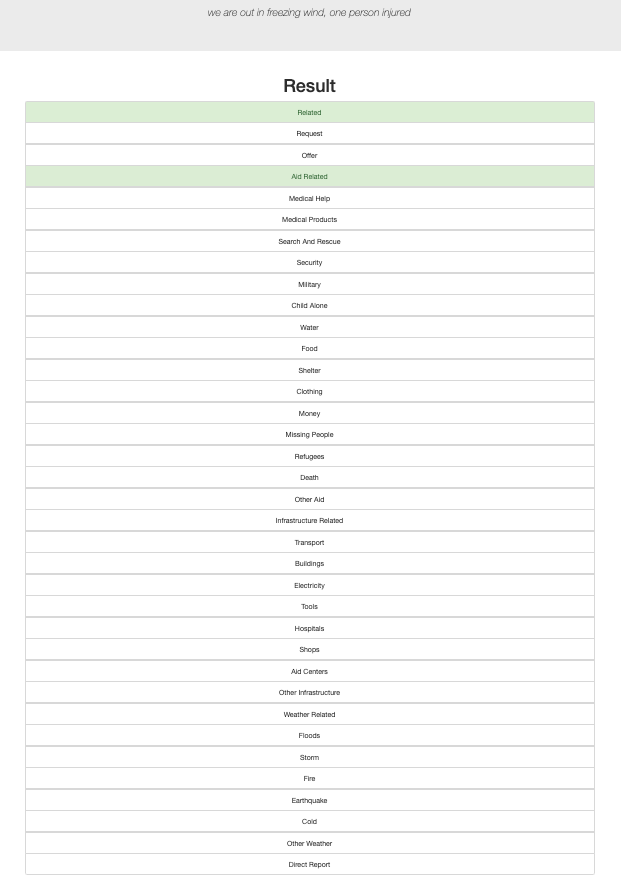 we are out in freezing wind, one person injured
Result
Related
Request
Offer
Aid Related
Medical Help
Medical Products
Search And Rescue
Security
Military
Child Alone
Water
Food
Shelter
Clothing
Money
Missing People
Refugees
Death
Other Aid
Infrastructure Related
Transport
Buildings
Electricity
Tools
Hospitals
Shops
Aid Centers
Other Infrastructure
Weather Related
Floods
Storm
Fire
Earthquake
Cold
Other Weather
Direct Report